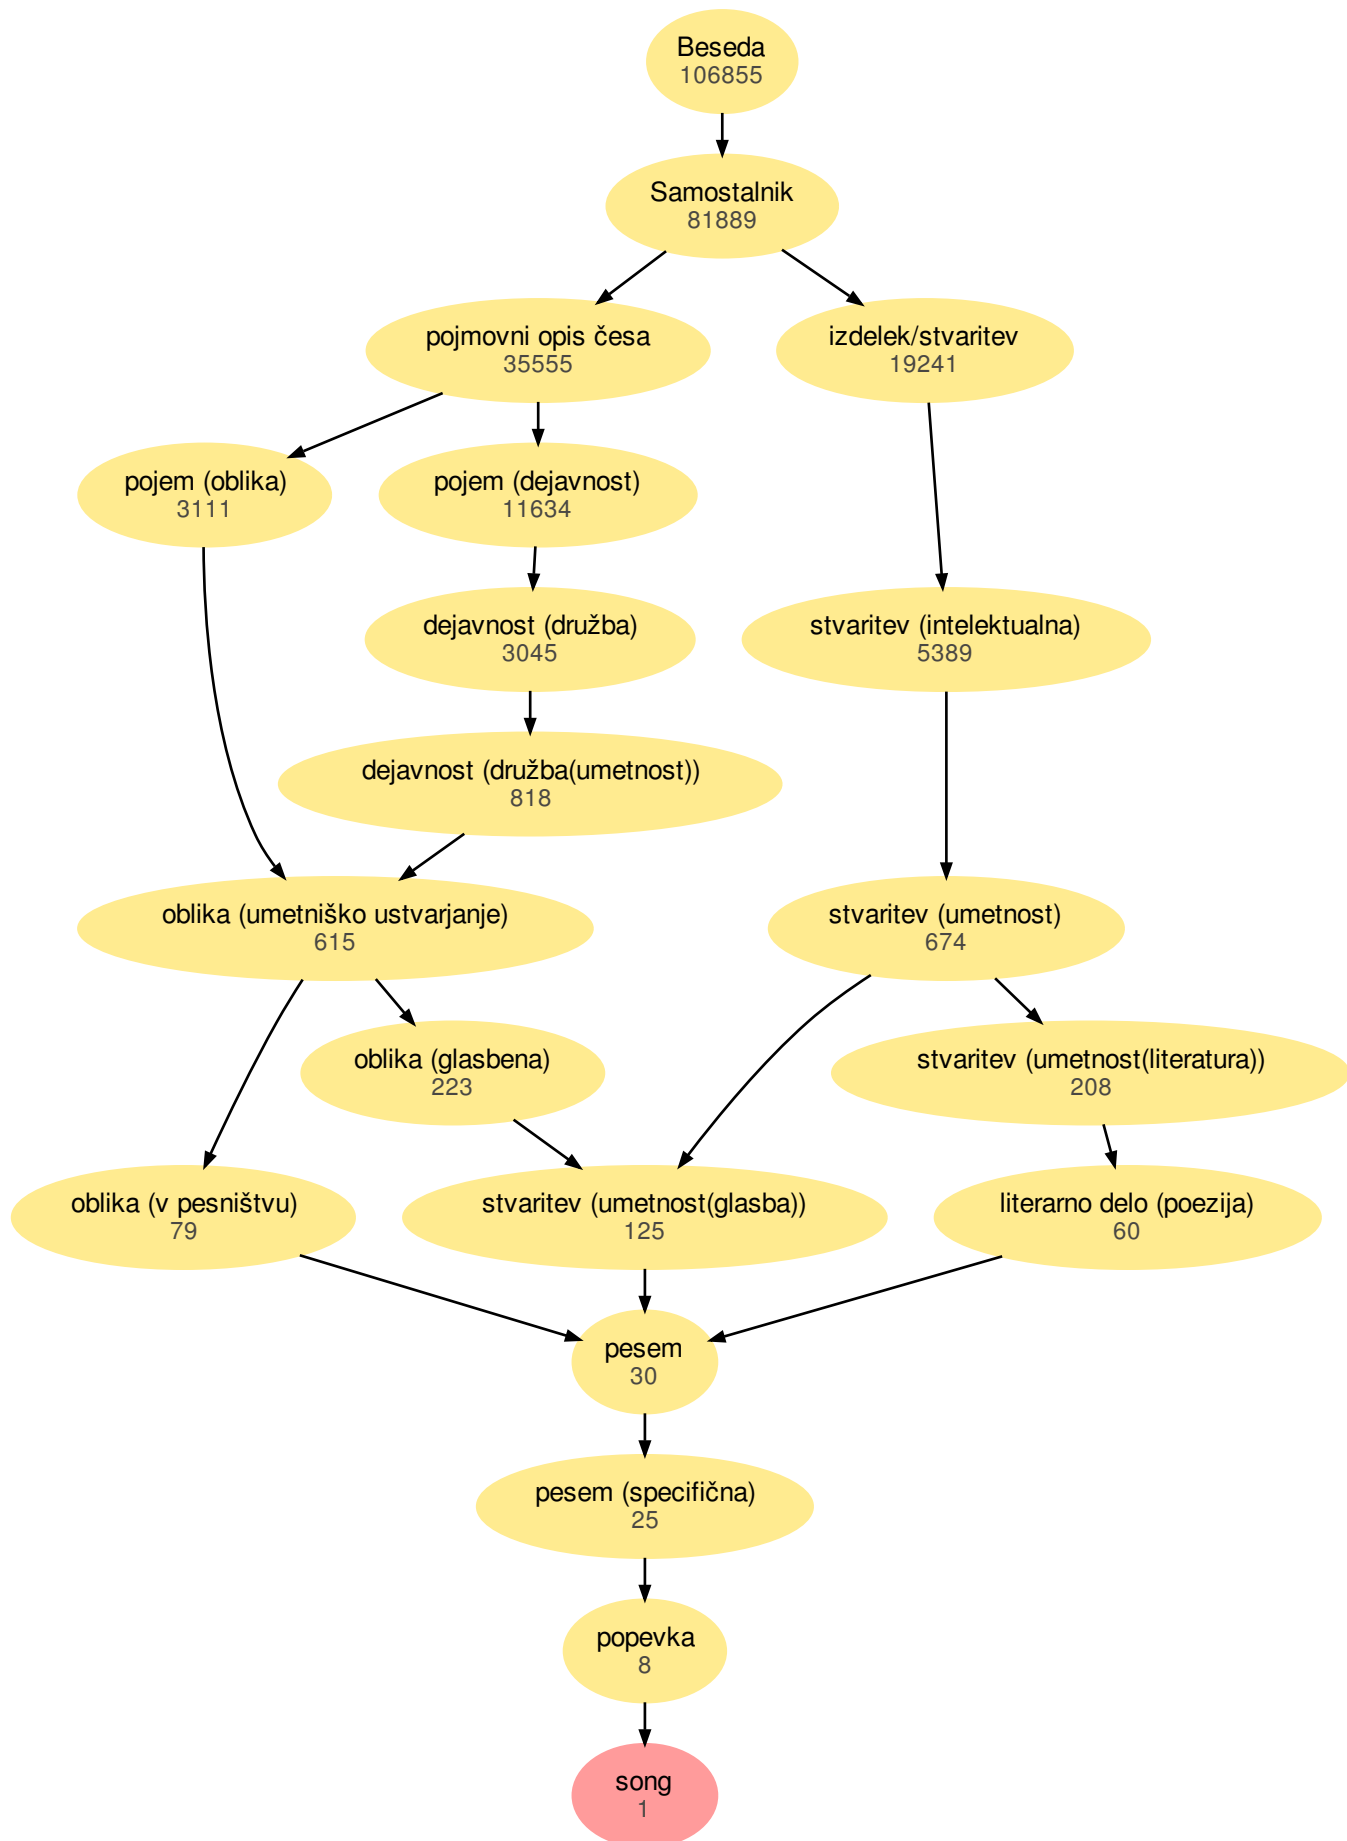 Beseda
106855
Samostalnik
81889
pojmovni opis česa
35555
izdelek/stvaritev
19241
pojem (oblika)
3111
pojem (dejavnost)
11634
dejavnost (družba)
3045
stvaritev (intelektualna)
5389
dejavnost (družba(umetnost))
818
oblika (umetniško ustvarjanje)
615
stvaritev (umetnost)
674
oblika (glasbena)
223
stvaritev (umetnost(literatura))
208
oblika (v pesništvu)
79
stvaritev (umetnost(glasba))
125
literarno delo (poezija)
60
pesem
30
pesem (specifična)
25
popevka
8
song
1